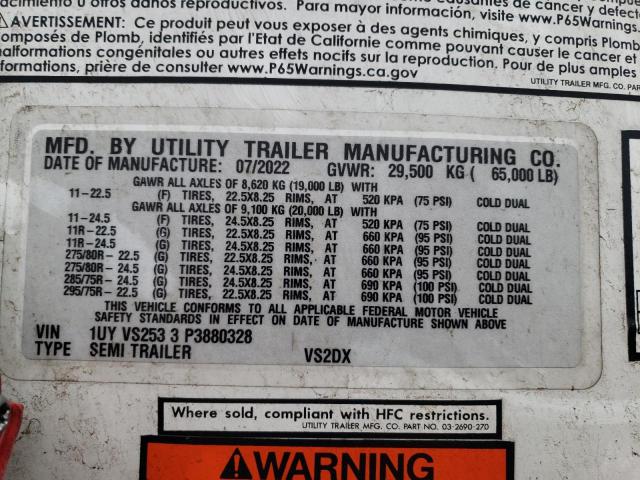 nacimiento u otros daños reproductivos. Para mayor información, visite www.P65Warnings.
⚠AVERTISSEMENT: Ce produit peut vous exposer à des agents chimiques, y compris Plomb
omposés de Plomb, identifiés par l'Etat de Californie comme pouvant causer le cancer et d
nalformations congénitales ou autres effets nocifs sur la reproduction. Pour de plus amples
formations, prière de consulter www.P65Warnings.ca.gov
UTILITY TRAILER MFG. CO. PAR
MFD. BY UTILITY TRAILER MANUFACTURING CO.
DATE OF MANUFACTURE: 07/2022 GVWR: 29,500 KG ( 65,000 LB)
GAWR ALL AXLES OF 8,620 KG (19,000 LB) WITH
11-22.5 (F) TIRES, 22.5X8.25 RIMS, AT 520 KPA (75 PSI) COLD DUAL
GAWR ALL AXLES OF 9,100 KG (20,000 LB) WITH
11-24.5 (F) TIRES, 24.5X8.25 RIMS, AT 520 KPA (75 PSI) COLD DUAL
11R-22.5 (G) TIRES, 22.5X8.25 RIMS, AT 660 KPA (95 PSI) COLD DUAL
11R-24.5 (G) TIRES, 24.5X8.25 RIMS, AT 660 KPA (95 PSI) COLD DUAL
275/80R-22.5 (G) TIRES, 22.5X8.25 RIMS, AT 660 KPA (95 PSI) COLD DUAL
275/80R-24.5 (G) TIRES, 24.5X8.25 RIMS, AT 660 KPA (95 PSI) COLD DUAL
285/75R-24.5 (G) TIRES, 24.5X8.25 RIMS, AT 690 KPA (100 PSI) COLD DUAL
295/75R-22.5 (G) TIRES, 22.5X8.25 RIMS, AT 690 KPA (100 PSI) COLD DUAL
THIS VEHICLE CONFORMS TO ALL APPLICABLE FEDERAL MOTOR VEHICLE
SAFETY STANDARDS IN EFFECT ON DATE OF MANUFACTURE SHOWN ABOVE
VIN 1UY VS253 3 P3880328
TYPE SEMI TRAILER VS2DX
Where sold, compliant with HFC restrictions.
UTILITY TRAILER MFG. CO. PART NO. 03-2690-270
⚠WARNING